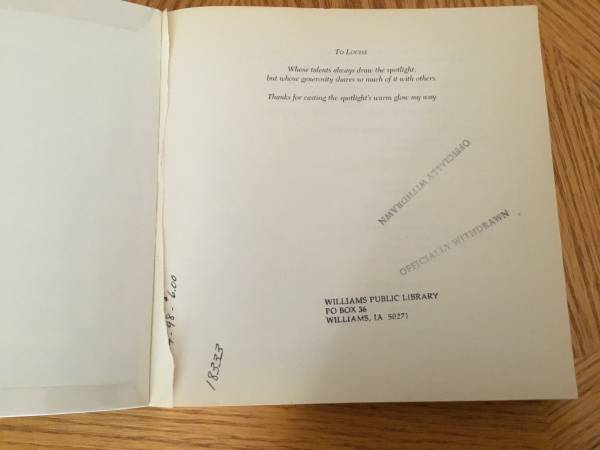 TO LOUISE
Whose talents always draw the spotlight,
but whose generosity shares so much of it with others.
Thanks for casting the spotlight's warm glow my way.
OFFICIALLY WITHDRAWN
OFFICIALLY WITHDRAWN
WILLIAMS PUBLIC LIBRARY
PO BOX 36
WILLIAMS, IA 50271
98 - 6.00
18333